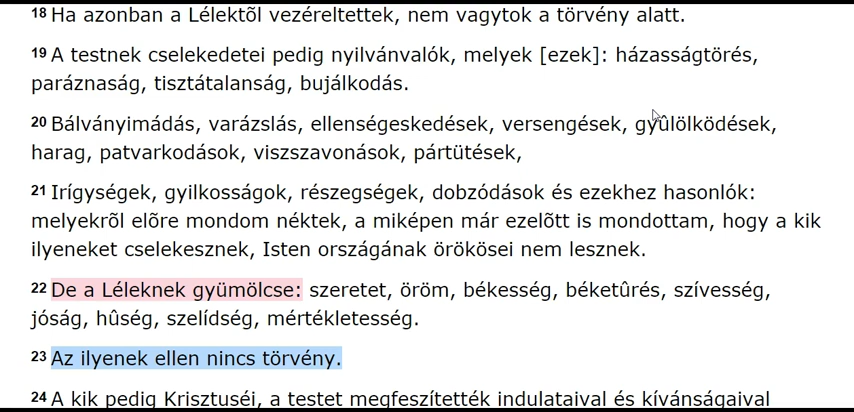 18 Ha azonban a Lélektõl vezéreltettek, nem vagytok a törvény alatt.
19 A testnek cselekedetei pedig nyilvánvalók, melyek [ezek]: házasságtörés,
paráznaság, tisztátalanság, bujálkodás.
20 Bálványimádás, varázslás, ellenségeskedések, versengések, gyûlölködések,
harag, patvarkodások, viszszavonások, pártütések,
21 Irígységek, gyilkosságok, részegségek, dobzódások és ezekhez hasonlók:
melyekrõl elõre mondom néktek, a miképen már ezelõtt is mondottam, hogy a kik
ilyeneket cselekesznek, Isten országának örökösei nem lesznek.
22 De a Léleknek gyümölcse: szeretet, öröm, békesség, béketûrés, szívesség,
jóság, hûség, szelídség, mértékletesség.
23 Az ilyenek ellen nincs törvény.
24 A kik pedig Krisztuséi, a testet megfeszítették indulataival és kívánságaival